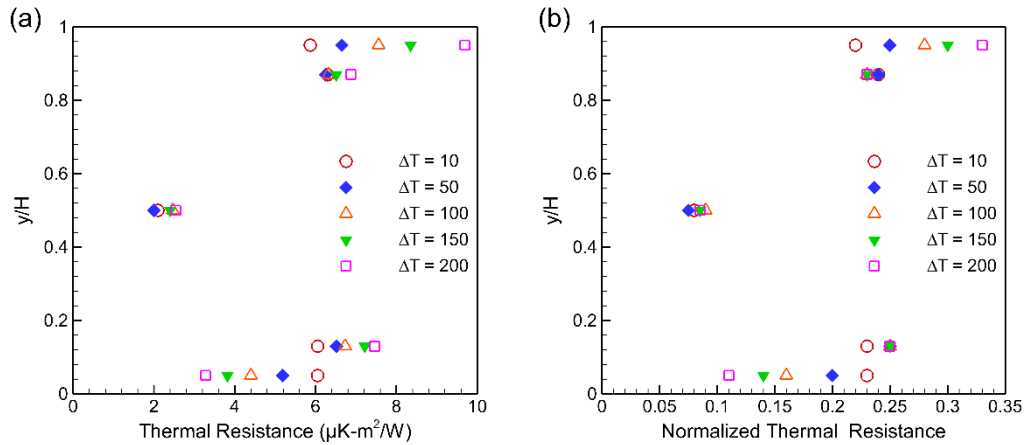 (a)
1
0.8
0.6
0.4
0.2
0
y/H
0
2
4
6
8
10
Thermal Resistance (μK-m²/W)
ΔT = 10
ΔT = 50
ΔT = 100
ΔT = 150
ΔT = 200
(b)
1
0.8
0.6
0.4
0.2
0
y/H
0
0.05
0.1
0.15
0.2
0.25
0.3
0.35
Normalized Thermal Resistance
ΔT = 10
ΔT = 50
ΔT = 100
ΔT = 150
ΔT = 200